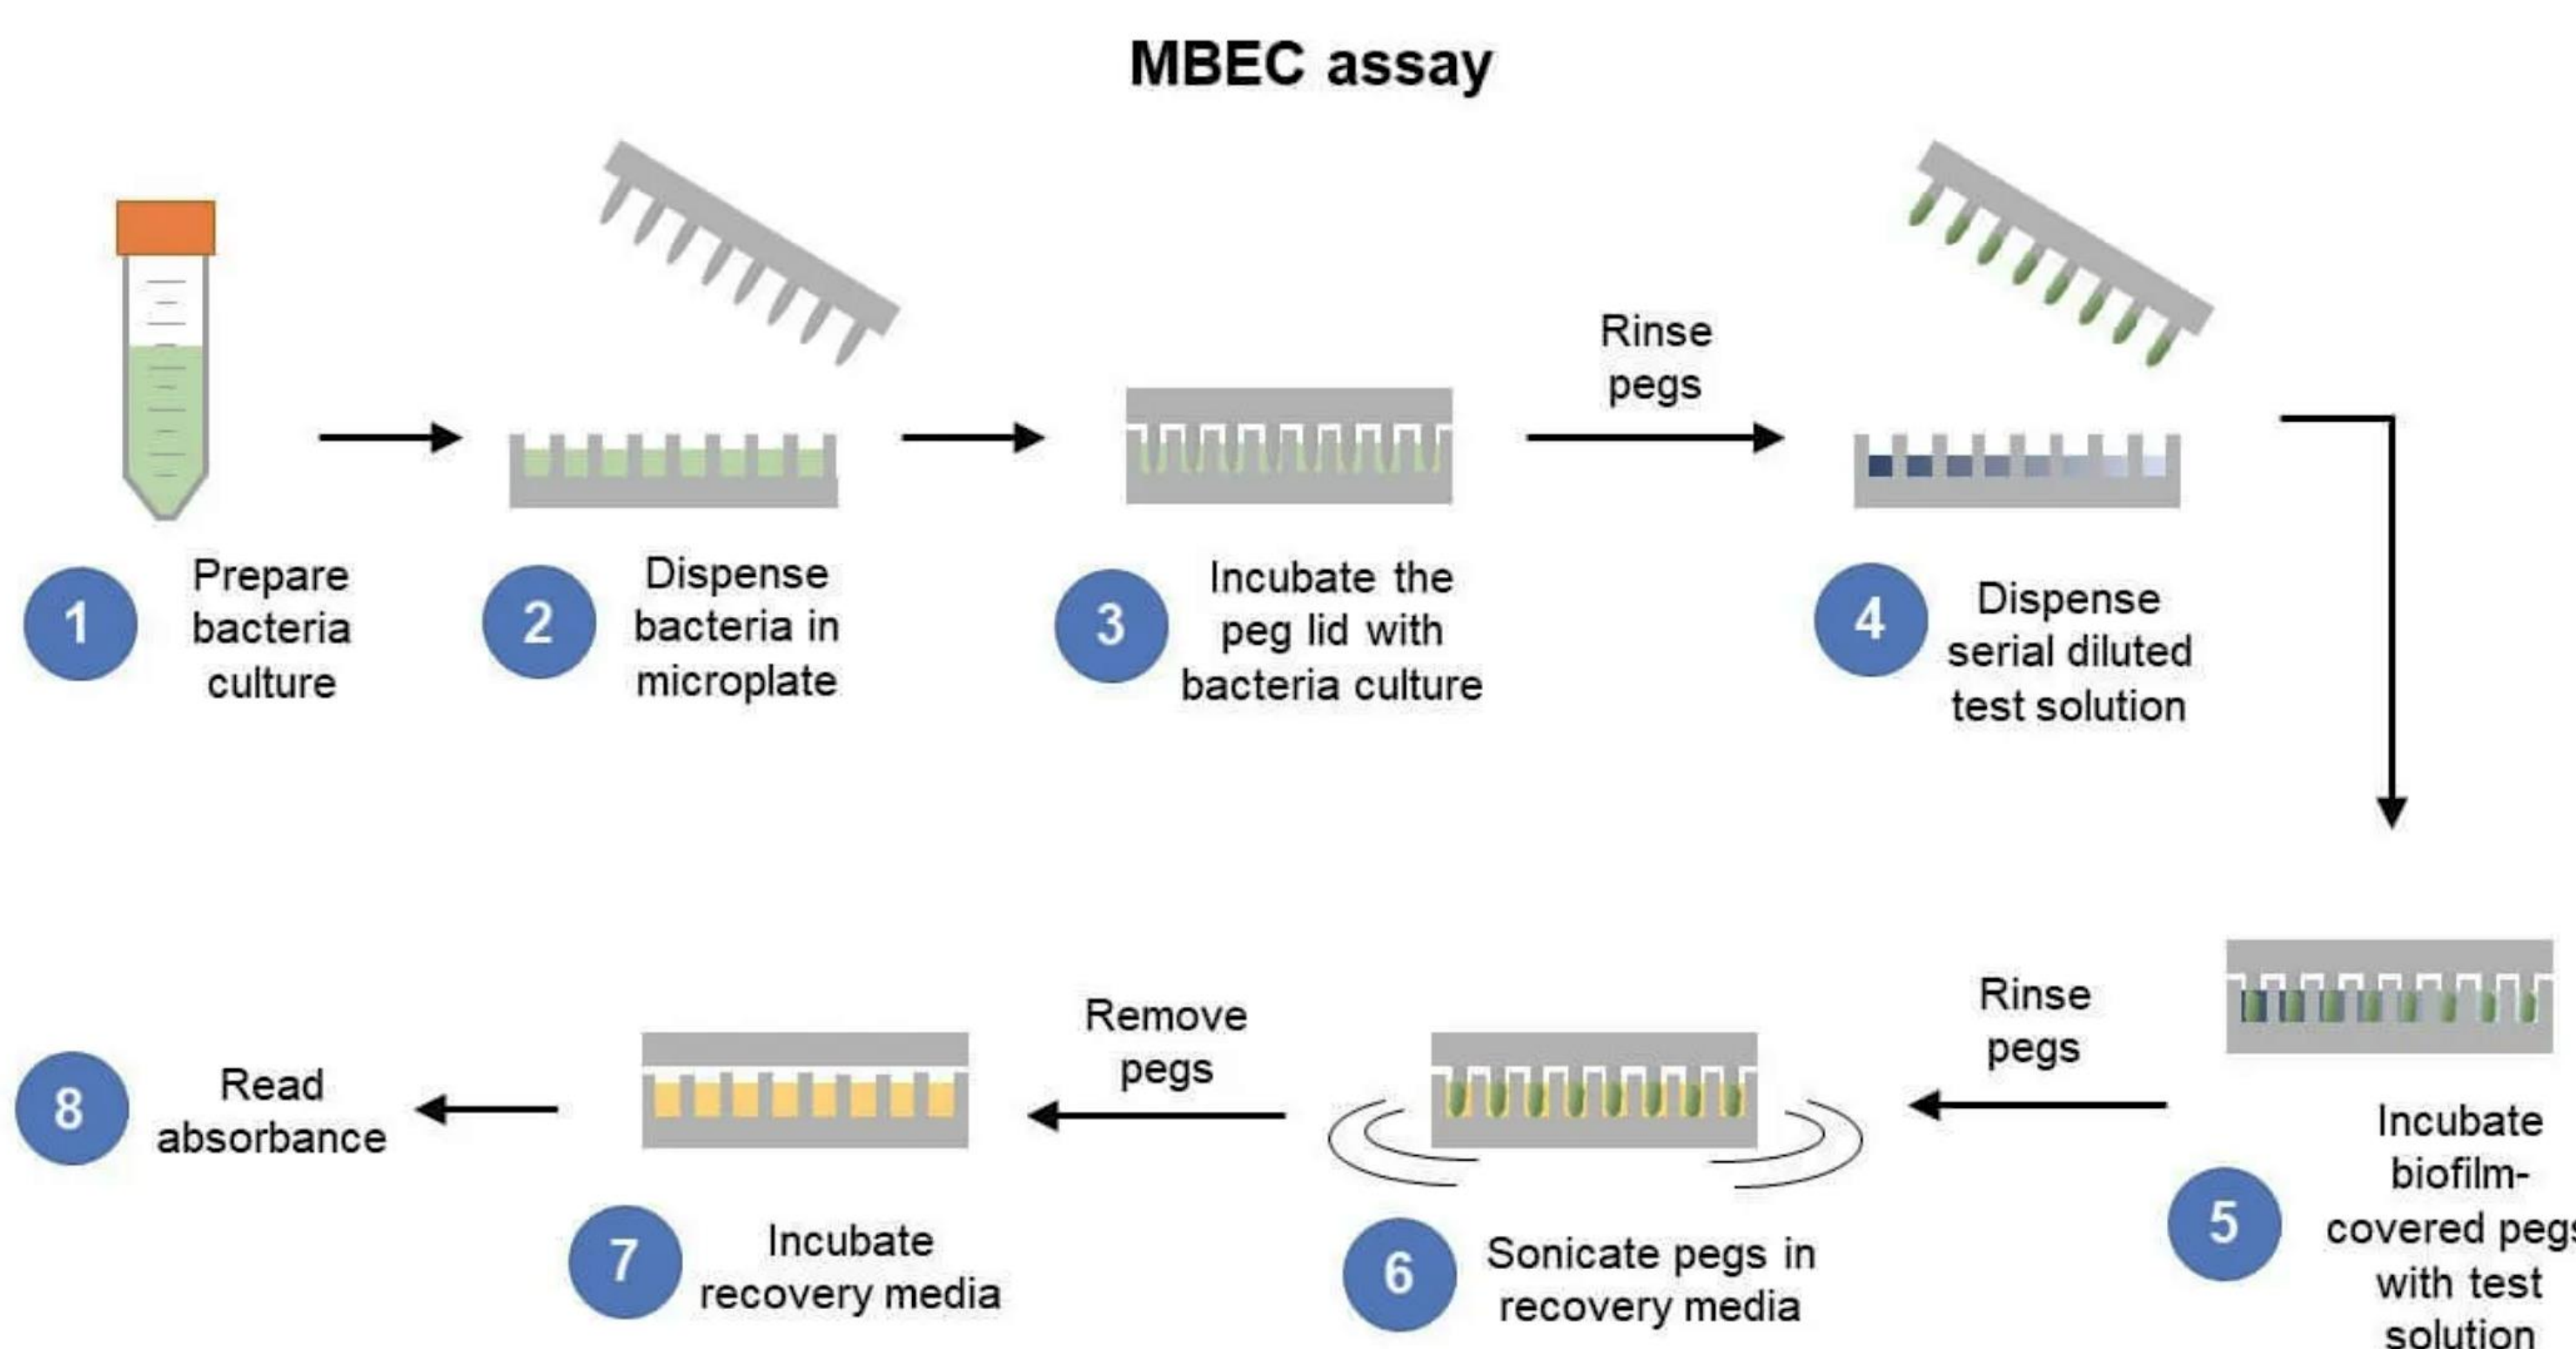 MBEC assay
1
Prepare
bacteria
culture
2
Dispense
bacteria in
microplate
3
Incubate the
peg lid with
bacteria culture
Rinse
pegs
4
Dispense
serial diluted
test solution
5
Incubate
biofilm-
covered pegs
with test
solution
Rinse
pegs
6
Sonicate pegs in
recovery media
Remove
pegs
7
Incubate
recovery media
8
Read
absorbance